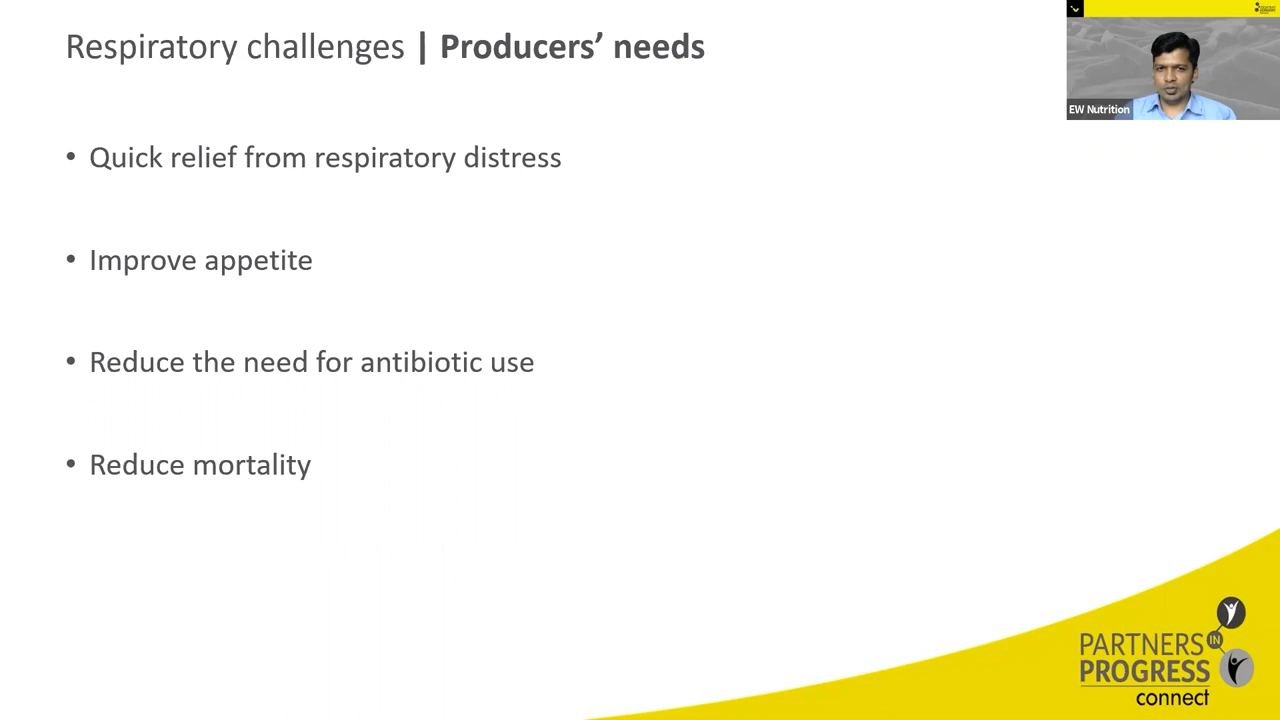 Respiratory challenges | Producers’ needs
EW Nutrition
• Quick relief from respiratory distress
• Improve appetite
• Reduce the need for antibiotic use
• Reduce mortality
PARTNERS IN
PROGRESS
connect